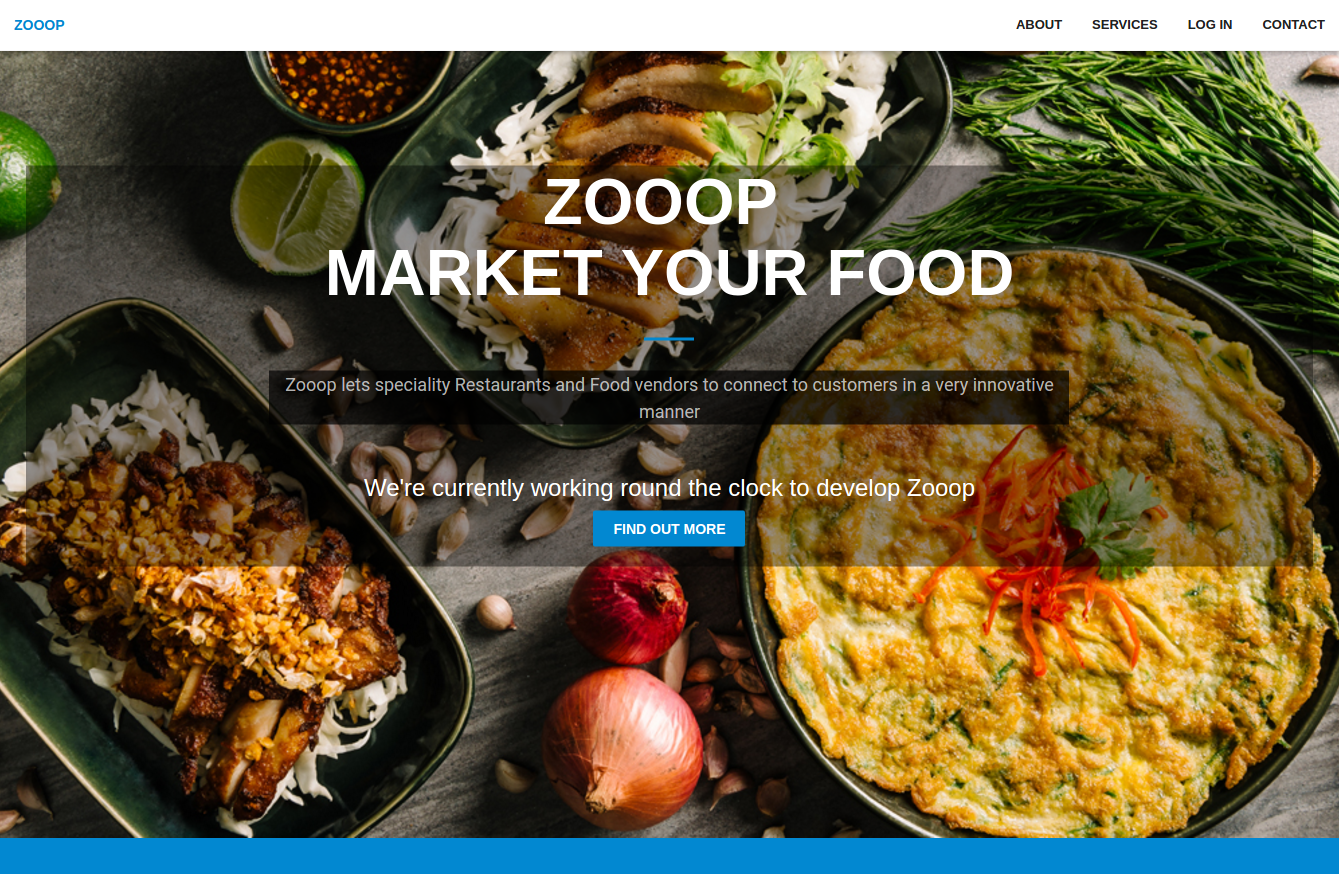 ZOOOP
ABOUT SERVICES LOG IN CONTACT
ZOOOP
MARKET YOUR FOOD
Zooop lets speciality Restaurants and Food vendors to connect to customers in a very innovative
manner
We're currently working round the clock to develop Zooop
FIND OUT MORE